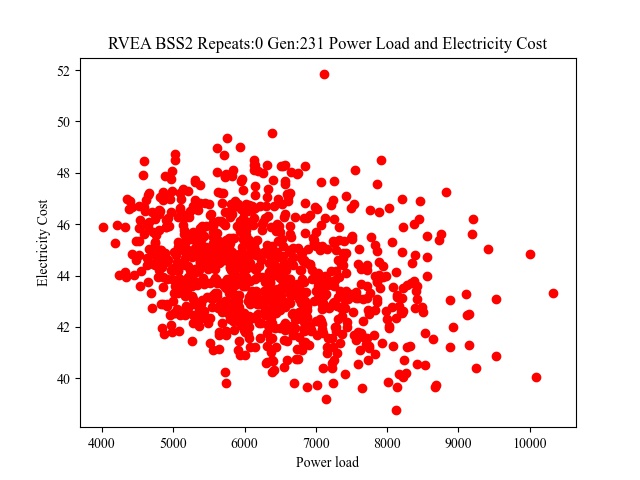 RVEA BSS2 Repeats:0 Gen:231 Power Load and Electricity Cost
52
50
48
46
44
42
40
Electricity Cost
4000 5000 6000 7000 8000 9000 10000
Power load